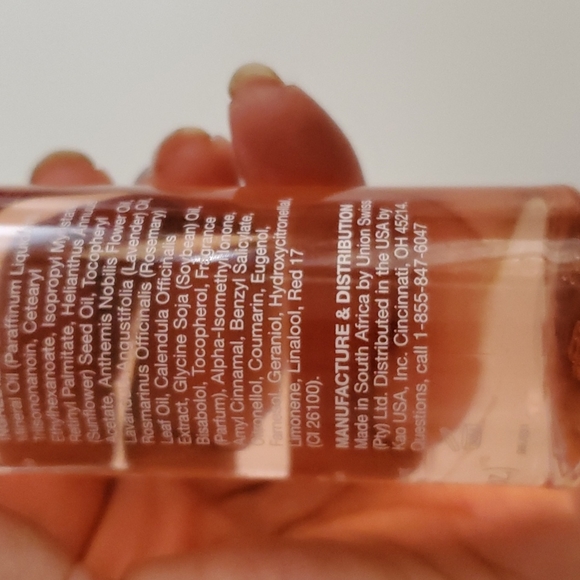 Mineral Oil (Paraffinum Liquidum),
Triisononanoin, Cetearyl
Ethylhexanoate, Isopropyl
Retinyl Palmitate, Helianthus Annuus
(Sunflower) Seed Oil, Tocopheryl
Acetate, Anthemis Nobilis Flower Oil,
Angustifolia (Lavender) Oil,
Rosmarinus Officinalis (Rosemary)
Leaf Oil, Calendula Officinalis
Extract, Glycine Soja (Soybean) Oil,
Bisabolol, Tocopherol, Fragrance
(Parfum), Alpha-Isomethyl Ionone,
Amyl Cinnamal, Benzyl Salicylate,
Citronellol, Coumarin, Eugenol,
Farnesol, Geraniol, Hydroxycitronellal,
Limonene, Linalool, Red 17
(CI 26100).
MANUFACTURE & DISTRIBUTION
Made in South Africa by Union Swiss
(Pty) Ltd. Distributed in the USA by
Kao USA, Inc. Cincinnati, OH 45214.
Questions, call 1-855-847-6047